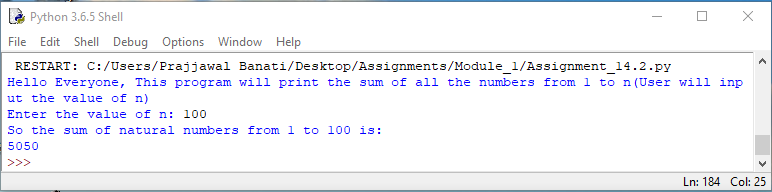 Python 3.6.5 Shell
File Edit Shell Debug Options Window Help
RESTART: C:/Users/Prajjawal Banati/Desktop/Assignments/Module_1/Assignment_14.2.py
Hello Everyone, This program will print the sum of all the numbers from 1 to n(User will inp
ut the value of n)
Enter the value of n: 100
So the sum of natural numbers from 1 to 100 is:
5050
>>>
Ln: 184 Col: 25